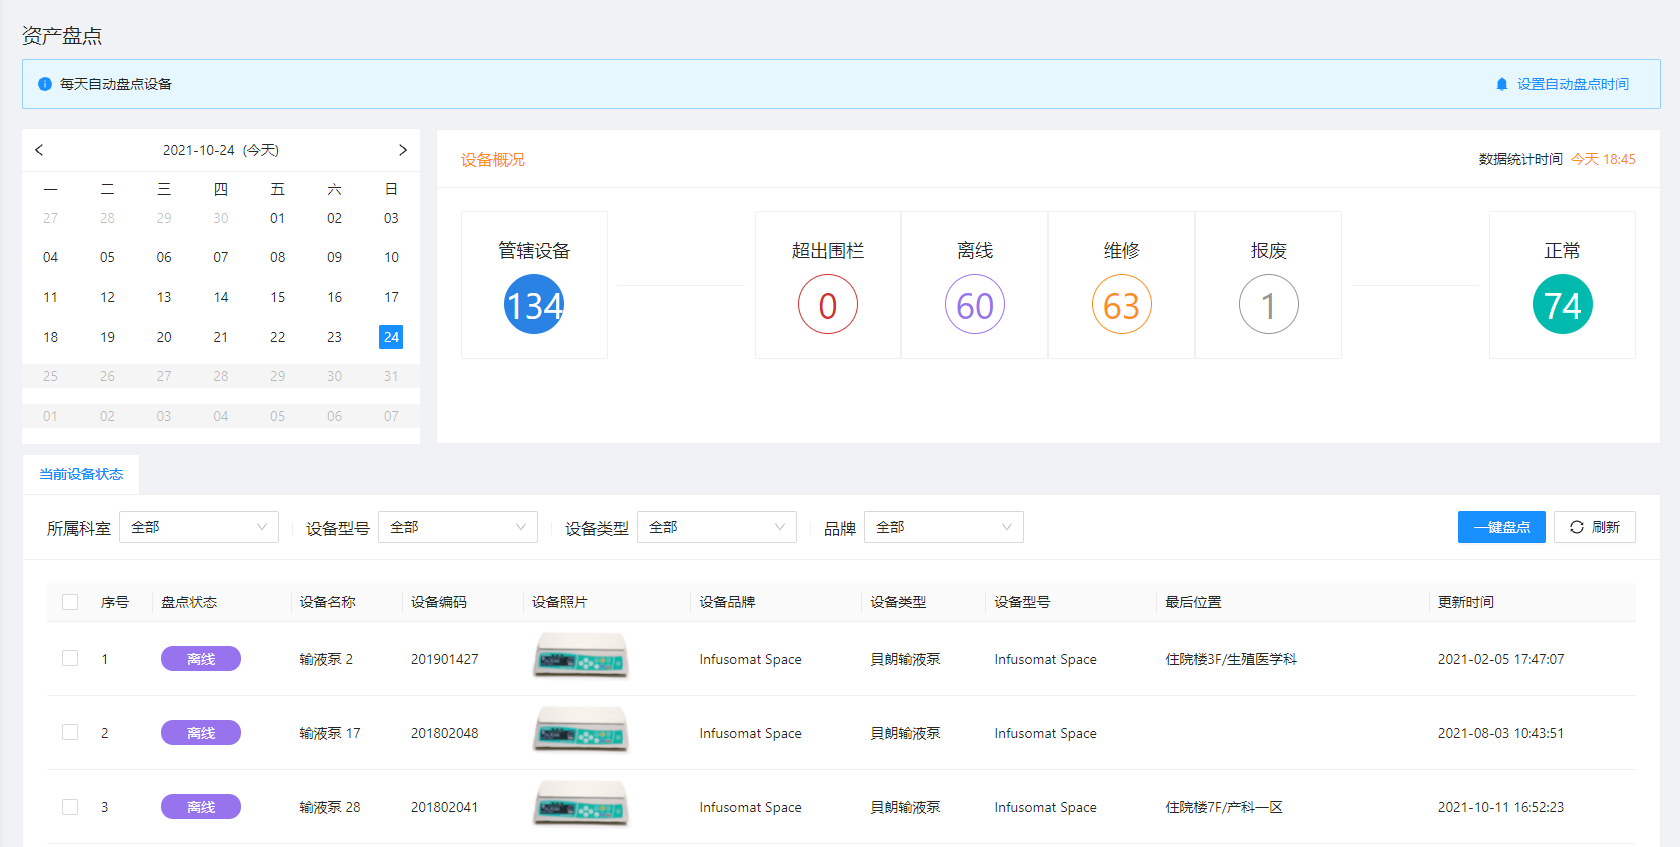 资产盘点
每天自动盘点设备 设置自动盘点时间
2021-10-24 (今天)
一 二 三 四 五 六 日
27 28 29 30 01 02 03
04 05 06 07 08 09 10
11 12 13 14 15 16 17
18 19 20 21 22 23 24
25 26 27 28 29 30 31
01 02 03 04 05 06 07
设备概况 数据统计时间 今天 18:45
管辖设备 超出围栏 离线 维修 报废 正常
134 0 60 63 1 74
当前设备状态
所属科室 全部 设备型号 全部 设备类型 全部 品牌 全部 一键盘点 刷新
序号 盘点状态 设备名称 设备编码 设备照片 设备品牌 设备类型 设备型号 最后位置 更新时间
1 离线 输液泵 2 201901427 Infusomat Space 貝朗输液泵 Infusomat Space 住院楼3F/生殖医学科 2021-02-05 17:47:07
2 离线 输液泵 17 201802048 Infusomat Space 貝朗输液泵 Infusomat Space 2021-08-03 10:43:51
3 离线 输液泵 28 201802041 Infusomat Space 貝朗输液泵 Infusomat Space 住院楼7F/产科一区 2021-10-11 16:52:23